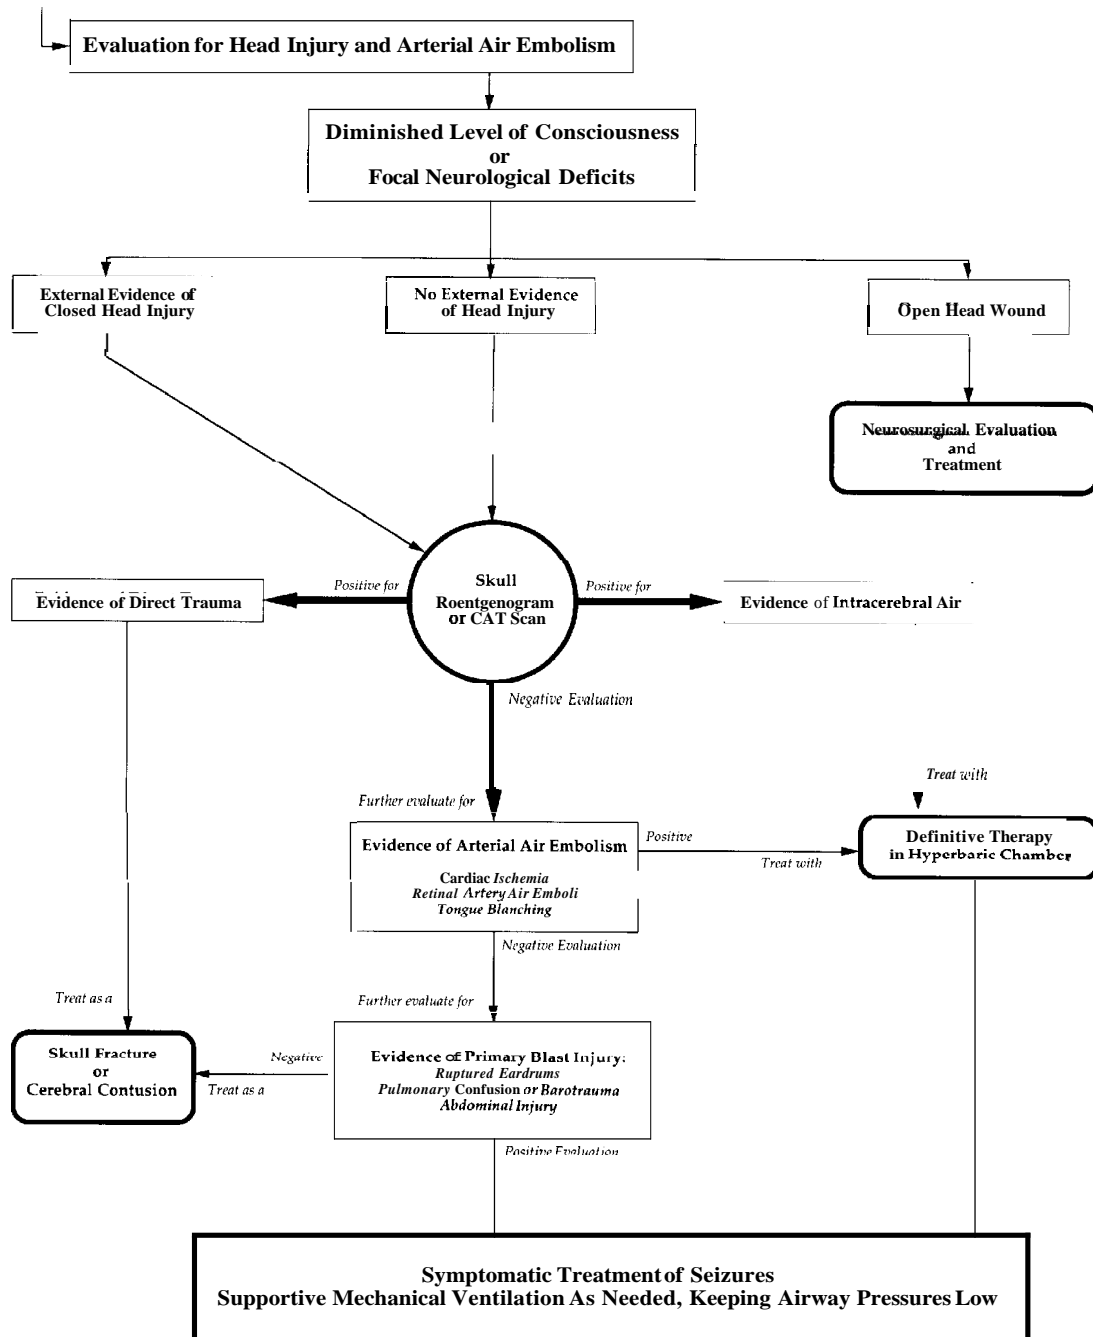 Evaluation for Head Injury and Arterial Air Embolism
Diminished Level of Consciousness
or
Focal Neurological Deficits
External Evidence of
Closed Head Injury
No External Evidence
of Head Injury
Open Head Wound
Neurosurgical Evaluation
and
Treatment
Skull
Roentgenogram
or CAT Scan
Positive for
Evidence of Direct Trauma
Positive for
Evidence of Intracerebral Air
Negative Evaluation
Treat with
Further evaluate for
Evidence of Arterial Air Embolism
Cardiac Ischemia
Retinal Artery Air Emboli
Tongue Blanching
Positive
Treat with
Definitive Therapy
in Hyperbaric Chamber
Negative Evaluation
Treat as a
Further evaluate for
Skull Fracture
or
Cerebral Contusion
Negative
Treat as a
Evidence of Primary Blast Injury:
Ruptured Eardrums
Pulmonary Confusion or Barotrauma
Abdominal Injury
Positive Evaluation
Symptomatic Treatment of Seizures
Supportive Mechanical Ventilation As Needed, Keeping Airway Pressures Low